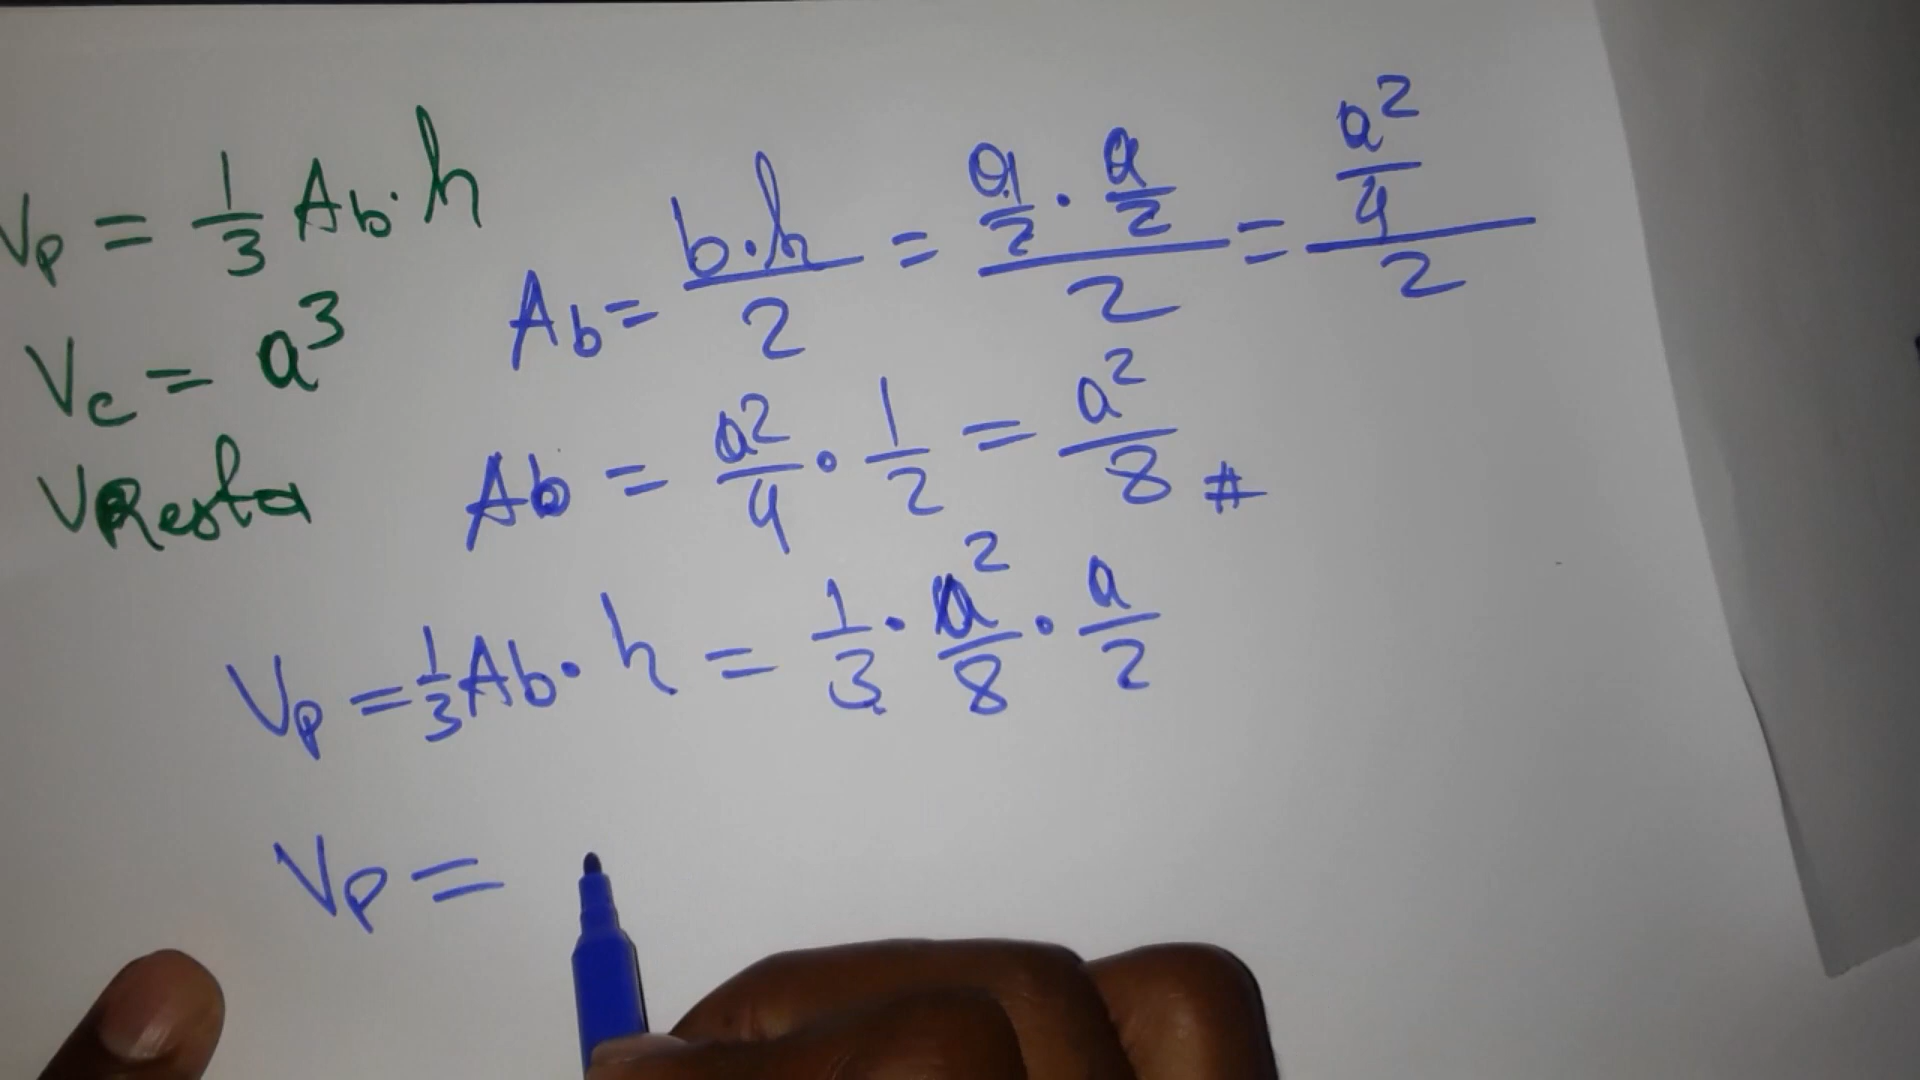 Vp = 1/3 Ab · h
Vc = a³
VResta
Ab = b·h/2 = (a/2 · a/2)/2 = (a²/4)/2
Ab = a²/4 · 1/2 = a²/8 #
Vp = 1/3 Ab · h = 1/3 · a²/8 · a/2
Vp =